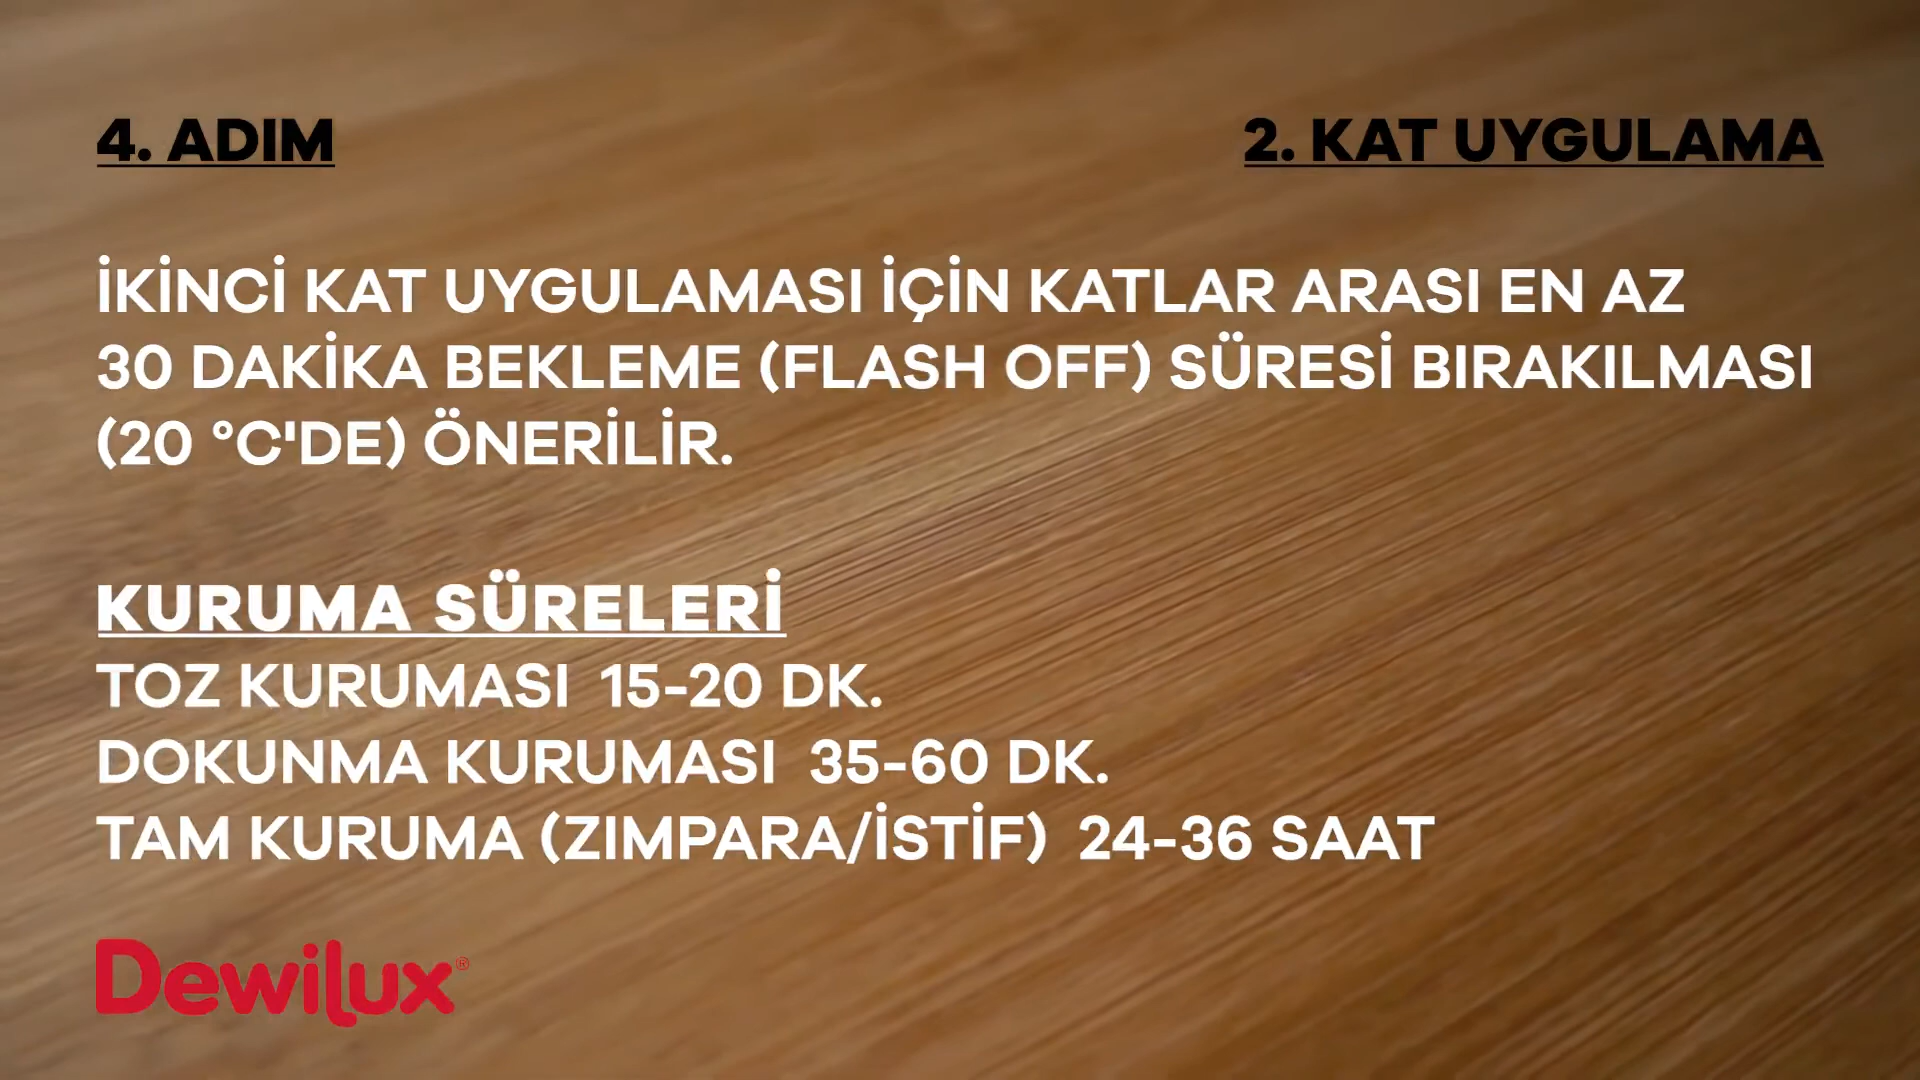 4. ADIM
2. KAT UYGULAMA
İKİNCİ KAT UYGULAMASI İÇİN KATLAR ARASI EN AZ
30 DAKİKA BEKLEME (FLASH OFF) SÜRESİ BIRAKILMASI
(20 °C'DE) ÖNERİLİR.
KURUMA SÜRELERİ
TOZ KURUMASI 15-20 DK.
DOKUNMA KURUMASI 35-60 DK.
TAM KURUMA (ZIMPARA/İSTİF) 24-36 SAAT
Dewilux®